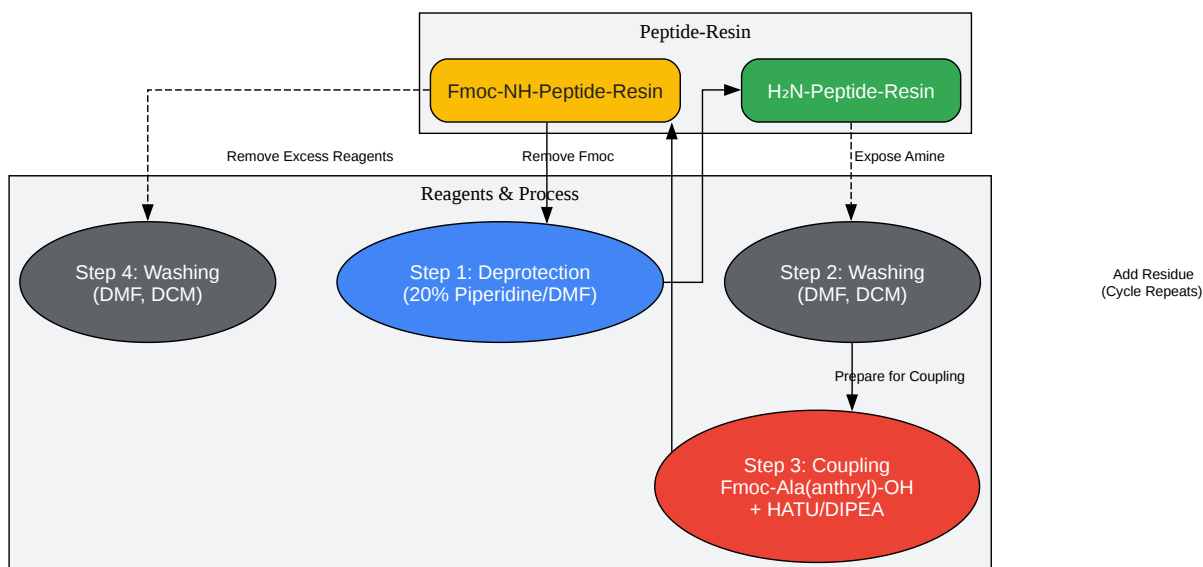 Peptide-Resin
Fmoc-NH-Peptide-Resin
H₂N-Peptide-Resin
Remove Excess Reagents
Remove Fmoc
Expose Amine
Reagents & Process
Step 4: Washing
(DMF, DCM)
Step 1: Deprotection
(20% Piperidine/DMF)
Step 2: Washing
(DMF, DCM)
Add Residue
(Cycle Repeats)
Prepare for Coupling
Step 3: Coupling
Fmoc-Ala(anthryl)-OH
+ HATU/DIPEA